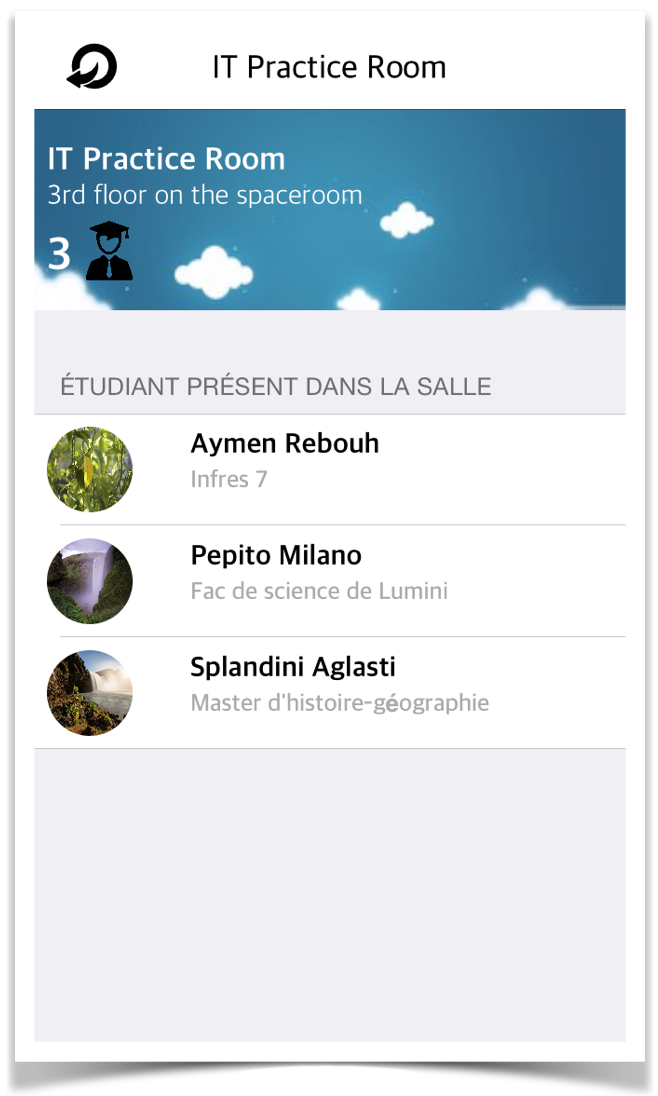 IT Practice Room
IT Practice Room
3rd floor on the spaceroom
3
ÉTUDIANT PRÉSENT DANS LA SALLE
Aymen Rebouh
Infres 7
Pepito Milano
Fac de science de Lumini
Splandini Aglasti
Master d'histoire-géographie